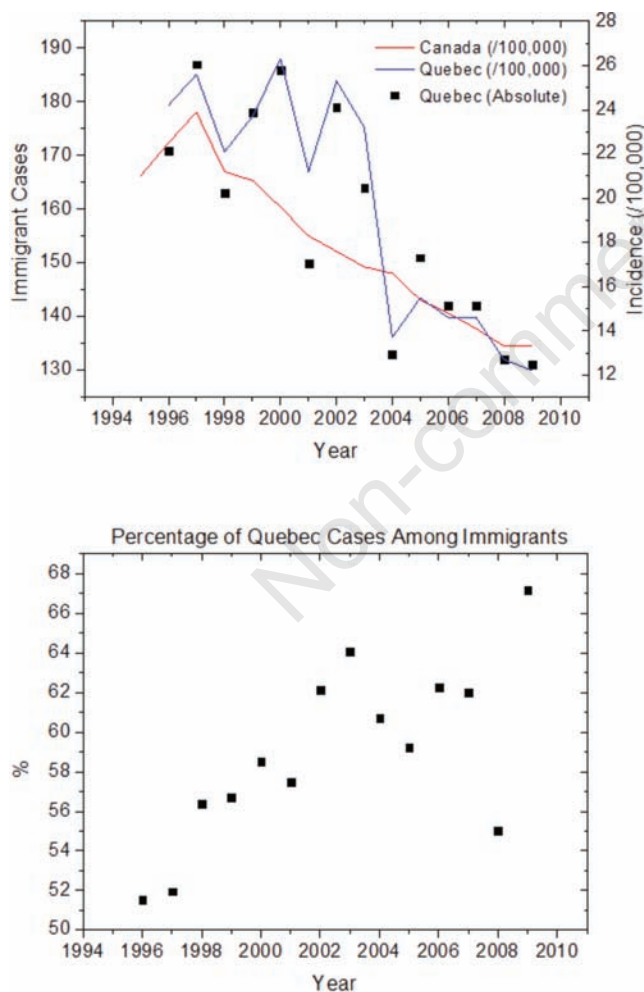 190
180
170
160
150
140
130
Immigrant Cases
Canada (/100,000)
Quebec (/100,000)
Quebec (Absolute)
28
26
24
22
20
18
16
14
12
Incidence (/100,000)
1994 1996 1998 2000 2002 2004 2006 2008 2010
Year
Non-comme
Percentage of Quebec Cases Among Immigrants
68
66
64
62
60
58
56
54
52
50
%
1994 1996 1998 2000 2002 2004 2006 2008 2010
Year